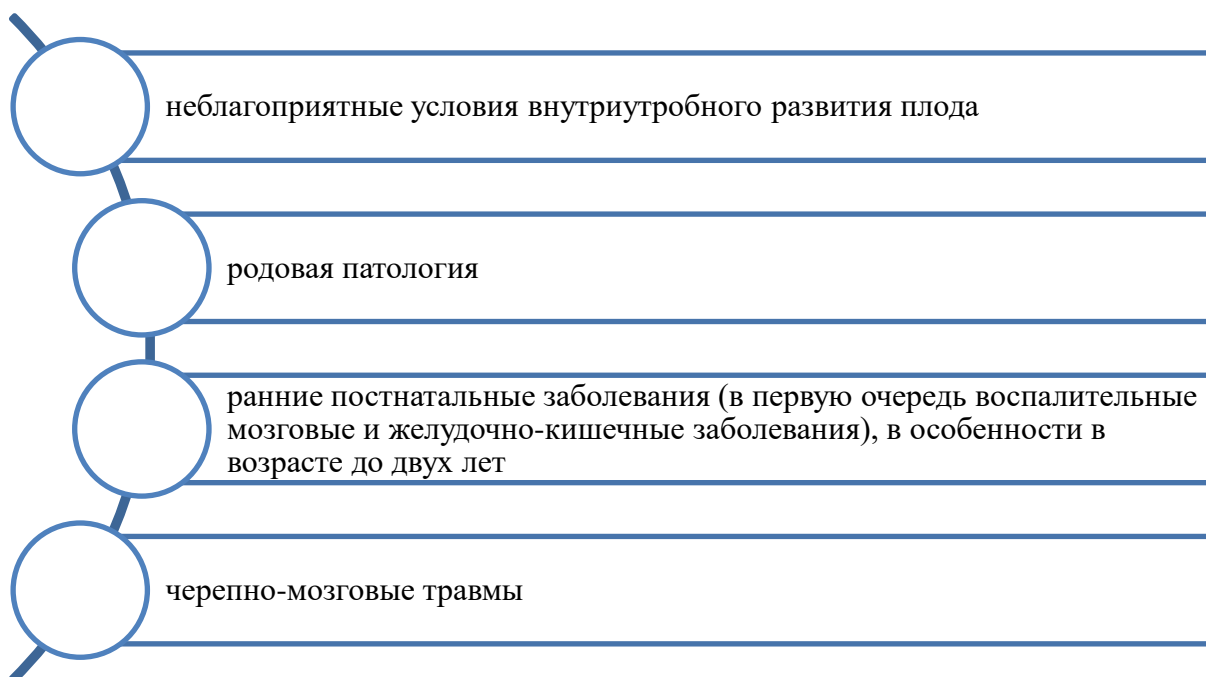 неблагоприятные условия внутриутробного развития плода
родовая патология
ранние постнатальные заболевания (в первую очередь воспалительные
мозговые и желудочно-кишечные заболевания), в особенности в
возрасте до двух лет
черепно-мозговые травмы